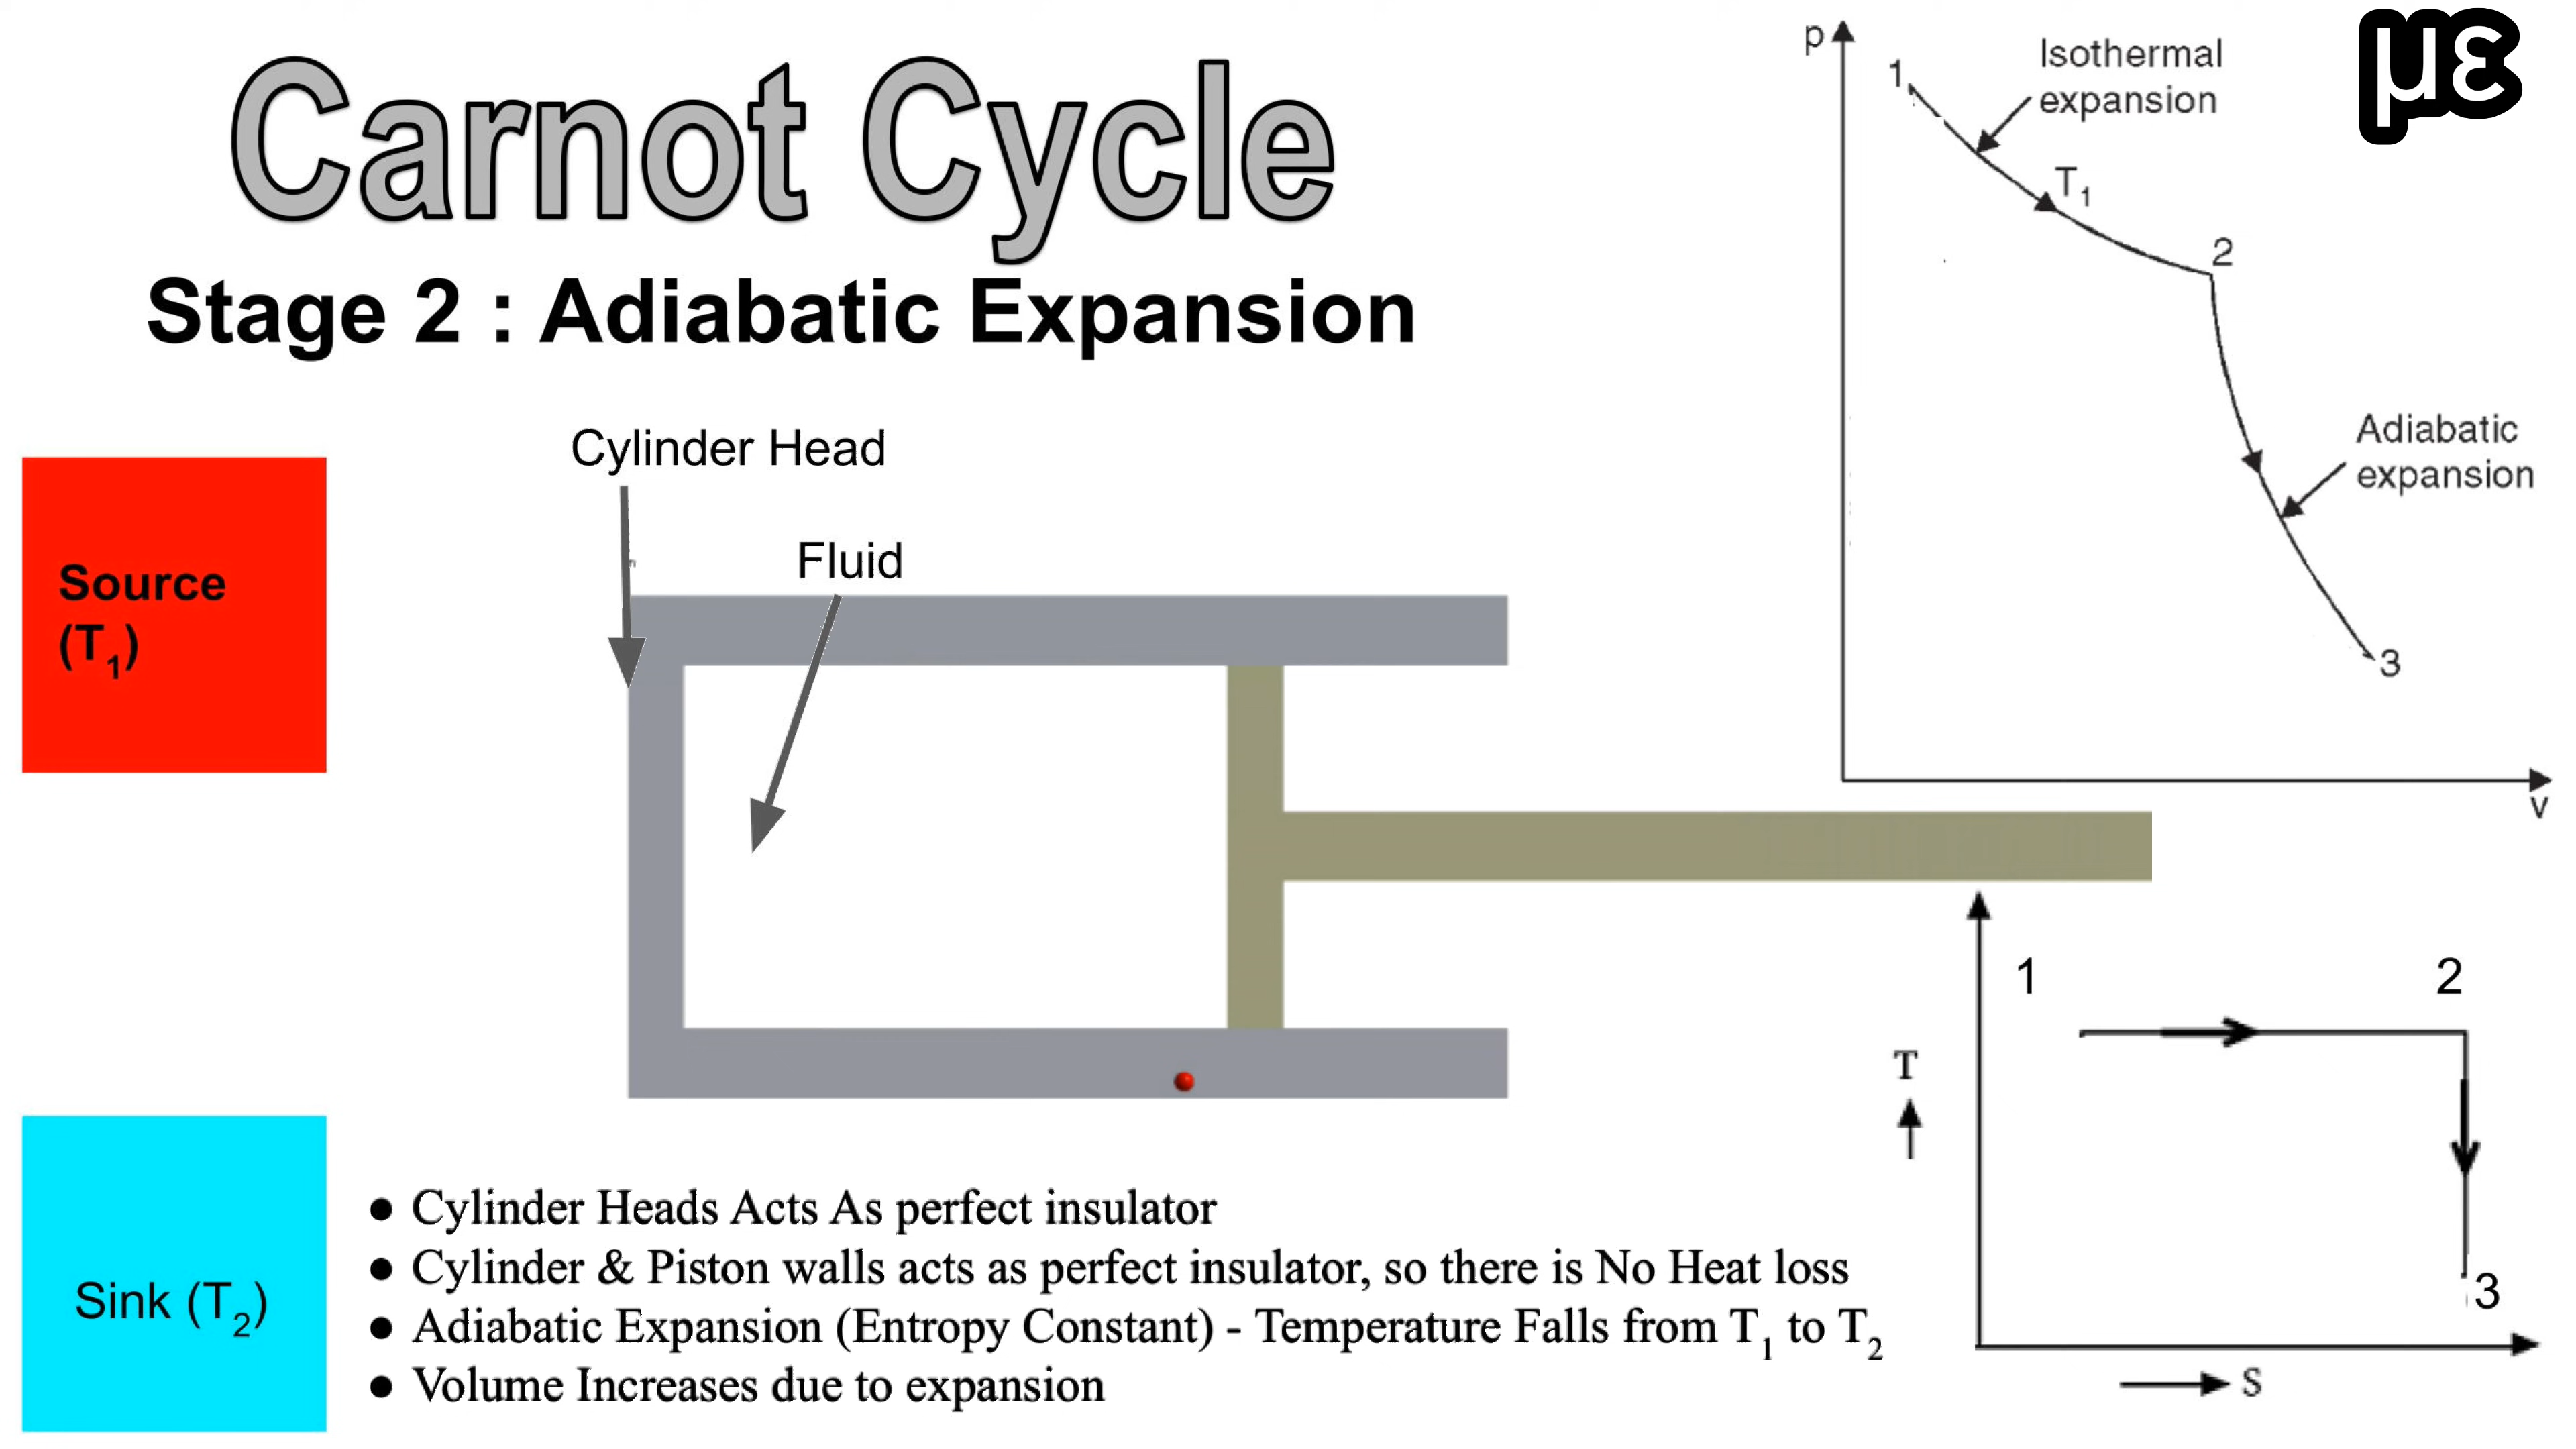 Carnot Cycle
Stage 2 : Adiabatic Expansion
με
p
1
Isothermal
expansion
T₁
2
Adiabatic
expansion
3
v
Cylinder Head
Fluid
Source
(T₁)
Sink (T₂)
● Cylinder Heads Acts As perfect insulator
● Cylinder & Piston walls acts as perfect insulator, so there is No Heat loss
● Adiabatic Expansion (Entropy Constant) - Temperature Falls from T₁ to T₂
● Volume Increases due to expansion
1
2
T
3
S